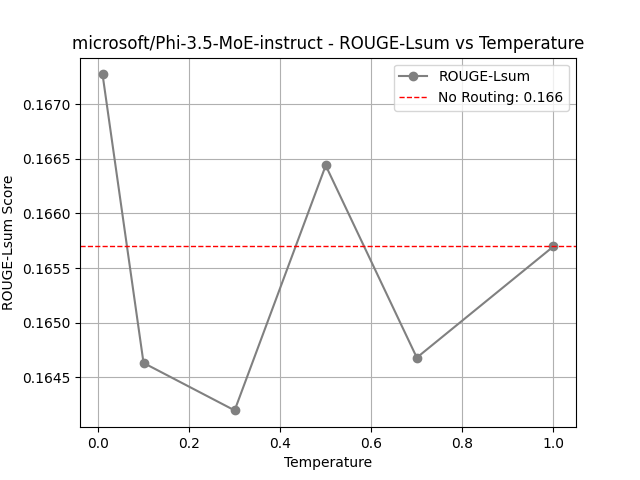 microsoft/Phi-3.5-MoE-instruct - ROUGE-Lsum vs Temperature
ROUGE-Lsum
No Routing: 0.166
ROUGE-Lsum Score
0.1670
0.1665
0.1660
0.1655
0.1650
0.1645
0.0 0.2 0.4 0.6 0.8 1.0
Temperature